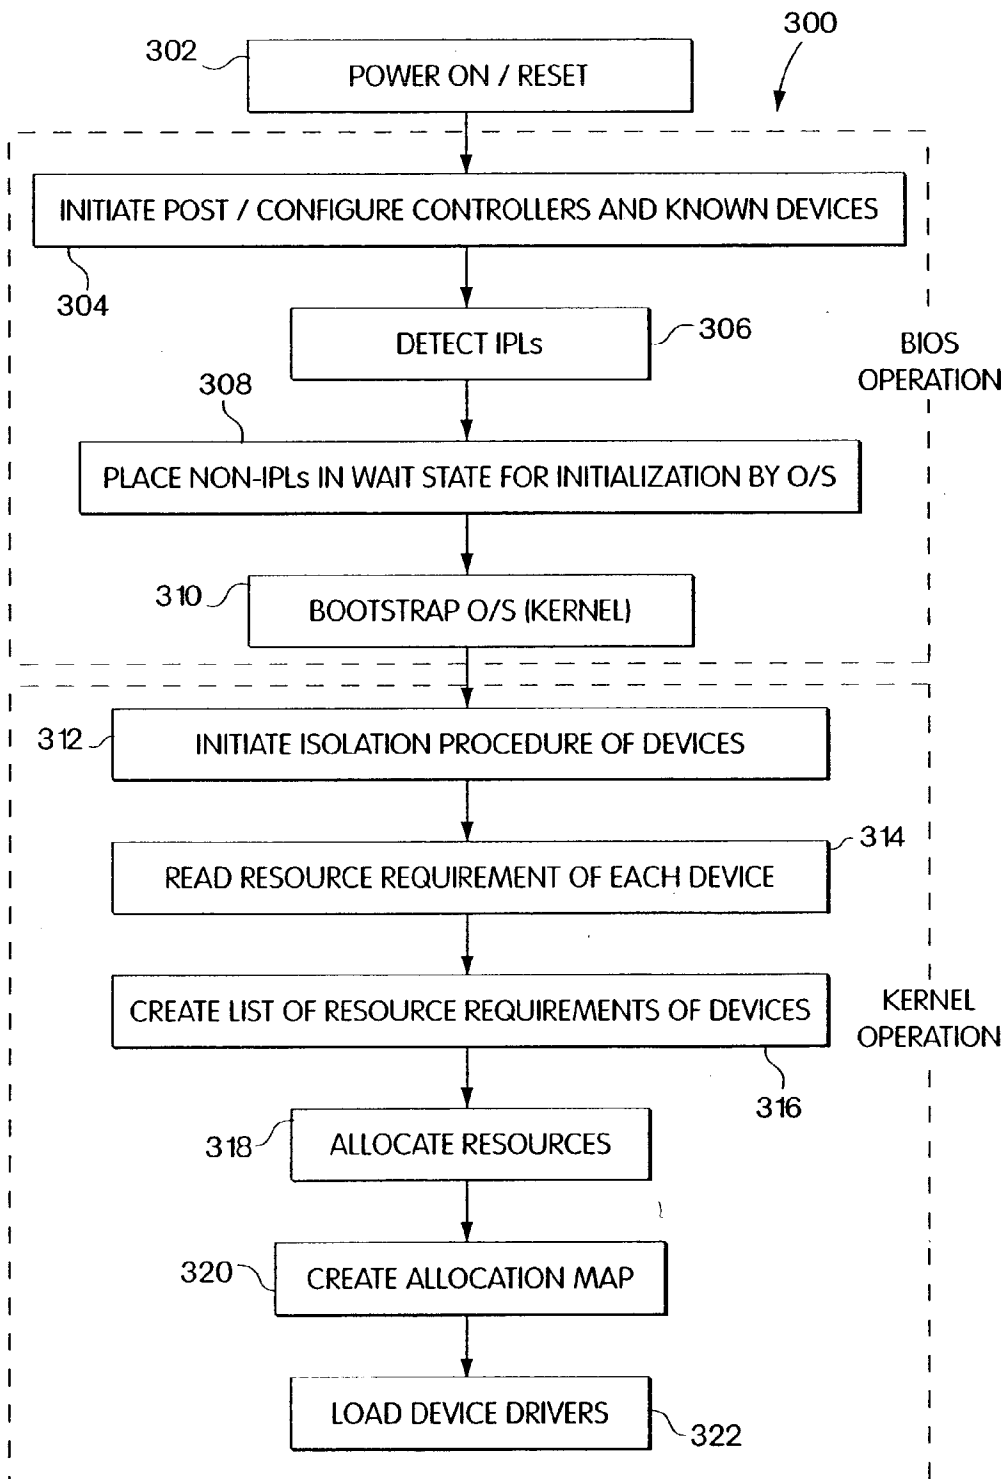 300
302
POWER ON / RESET
INITIATE POST / CONFIGURE CONTROLLERS AND KNOWN DEVICES
304
DETECT IPLs
306
BIOS
OPERATION
308
PLACE NON-IPLs IN WAIT STATE FOR INITIALIZATION BY O/S
310
BOOTSTRAP O/S (KERNEL)
312
INITIATE ISOLATION PROCEDURE OF DEVICES
314
READ RESOURCE REQUIREMENT OF EACH DEVICE
CREATE LIST OF RESOURCE REQUIREMENTS OF DEVICES
KERNEL
OPERATION
316
318
ALLOCATE RESOURCES
320
CREATE ALLOCATION MAP
LOAD DEVICE DRIVERS
322